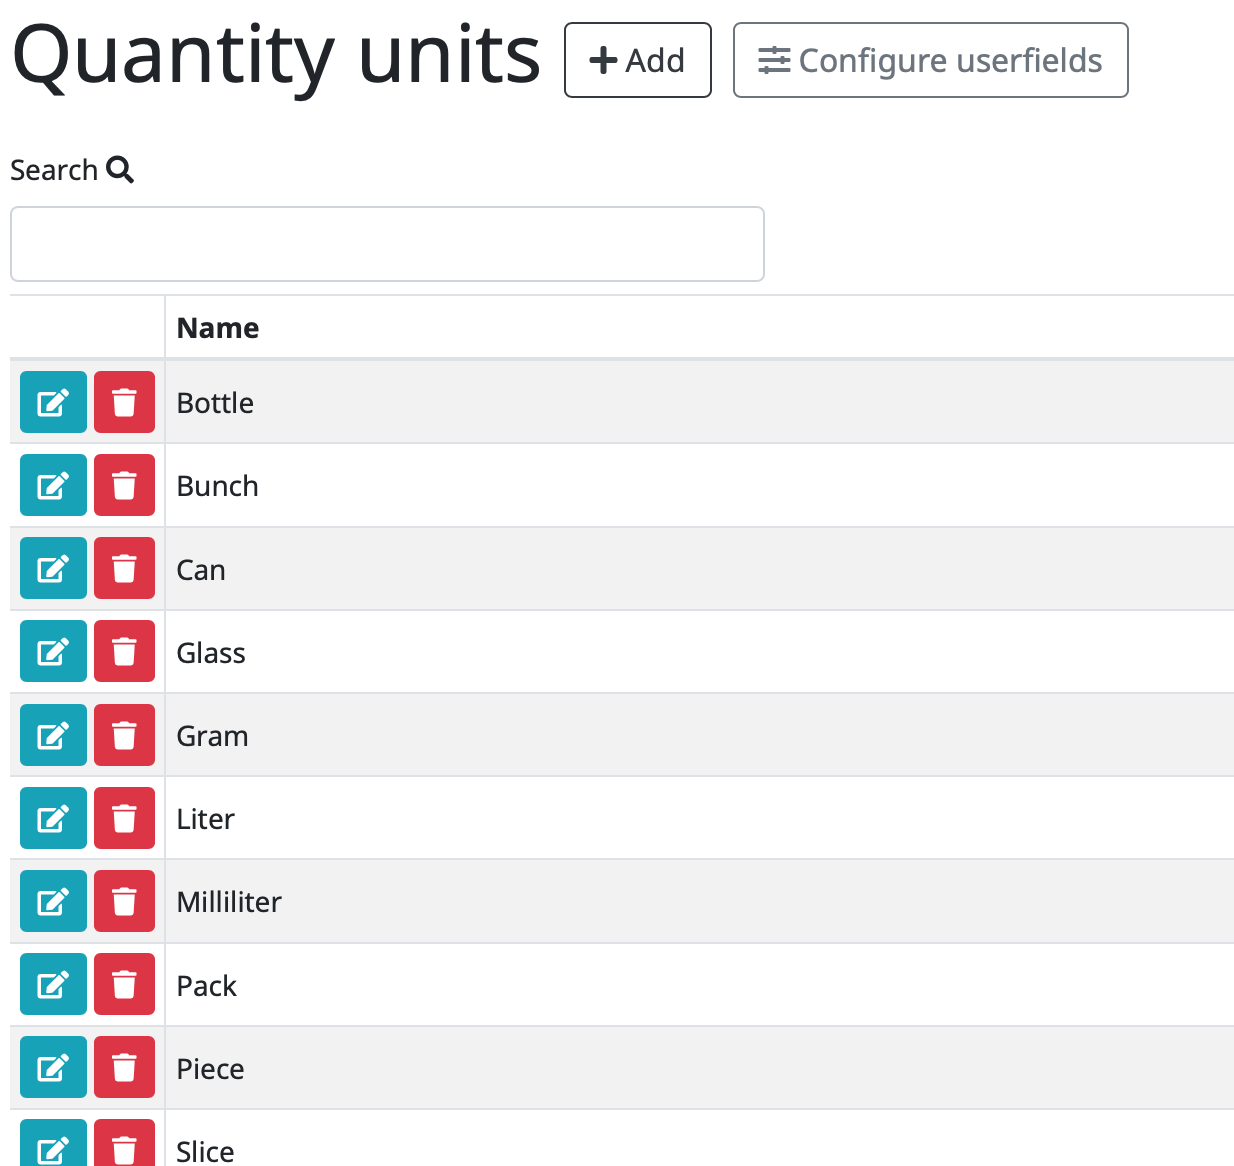 Quantity units Add Configure userfields
Search
Name
Bottle
Bunch
Can
Glass
Gram
Liter
Milliliter
Pack
Piece
Slice